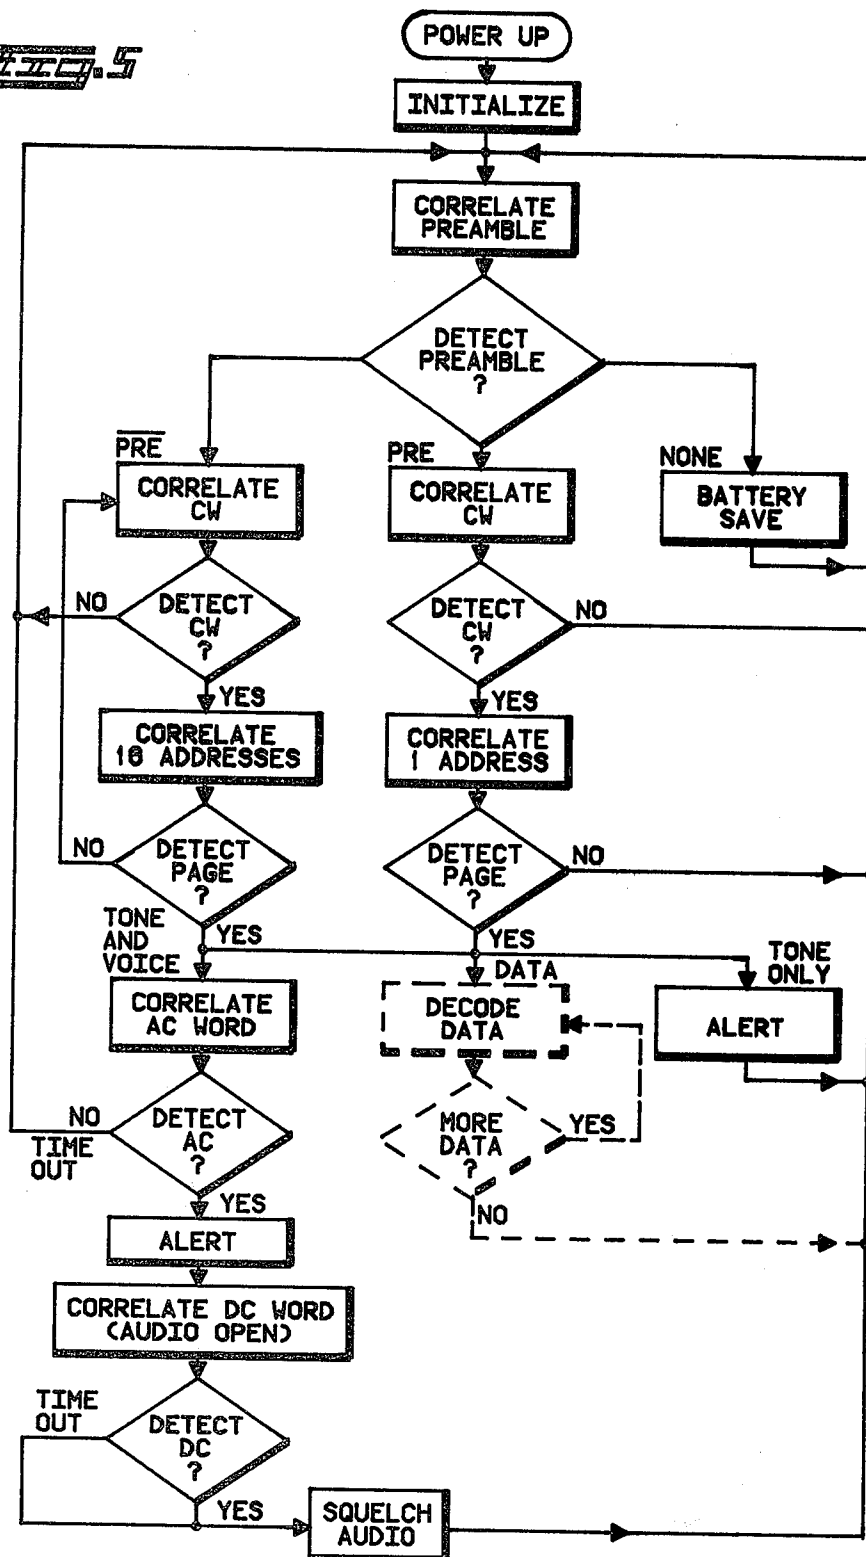 Fig.5
POWER UP
INITIALIZE
CORRELATE
PREAMBLE
DETECT
PREAMBLE
?
PRE
PRE
NONE
CORRELATE
CW
CORRELATE
CW
BATTERY
SAVE
NO
DETECT
CW
?
DETECT
CW
?
NO
YES
YES
CORRELATE
16 ADDRESSES
CORRELATE
1 ADDRESS
NO
DETECT
PAGE
?
DETECT
PAGE
?
NO
TONE
AND
VOICE
YES
YES
DATA
TONE
ONLY
CORRELATE
AC WORD
DECODE
DATA
ALERT
NO
TIME
OUT
DETECT
AC
?
MORE
DATA
?
YES
YES
NO
ALERT
CORRELATE DC WORD
(AUDIO OPEN)
TIME
OUT
DETECT
DC
?
YES
SQUELCH
AUDIO